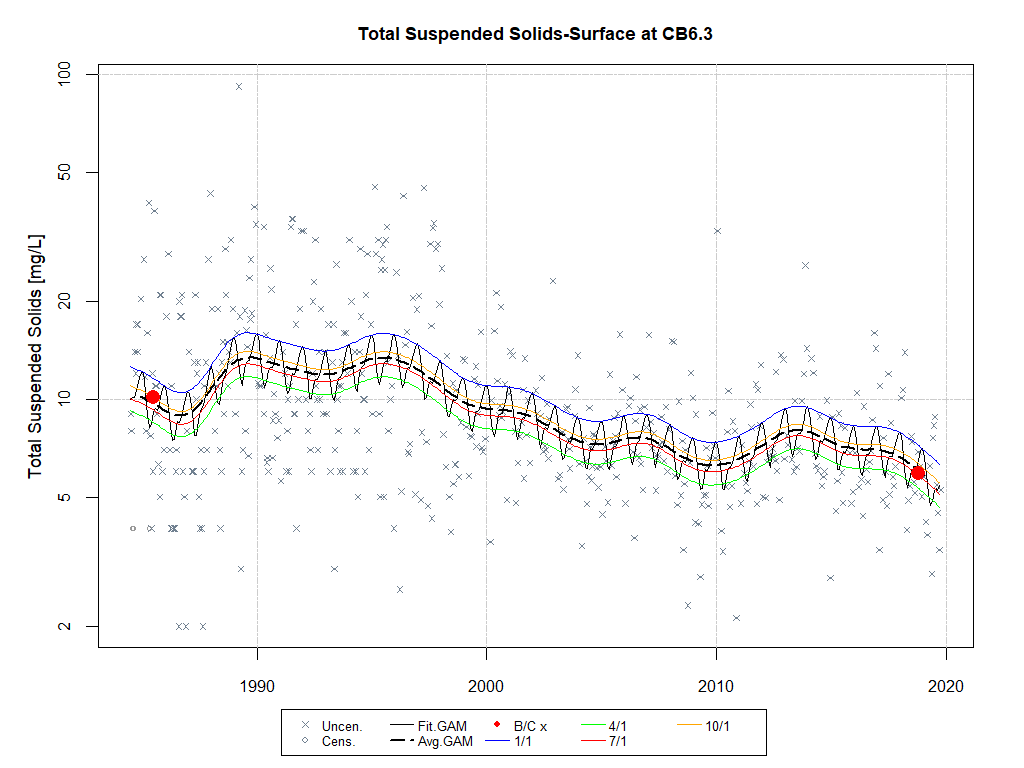 Total Suspended Solids-Surface at CB6.3
Total Suspended Solids [mg/L]
100
50
20
10
5
2
1990 2000 2010 2020
Uncen. Fit.GAM B/C x 4/1 10/1
Cens. Avg.GAM 1/1 7/1